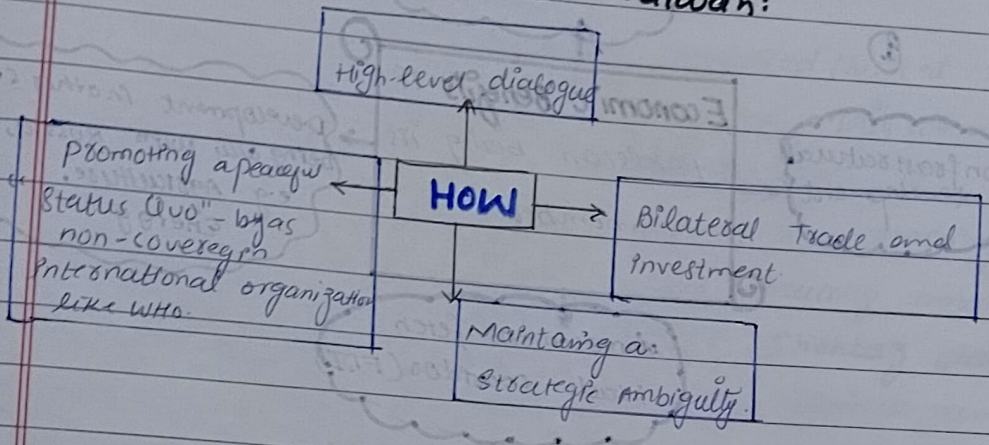 High-level dialogue
Promoting a peaceful
Status Quo" - by as
non-coveregn
International organization
like WHO.
HOW
Bilateral Trade and
investment.
Maintaing a
Strategic Ambiguity.